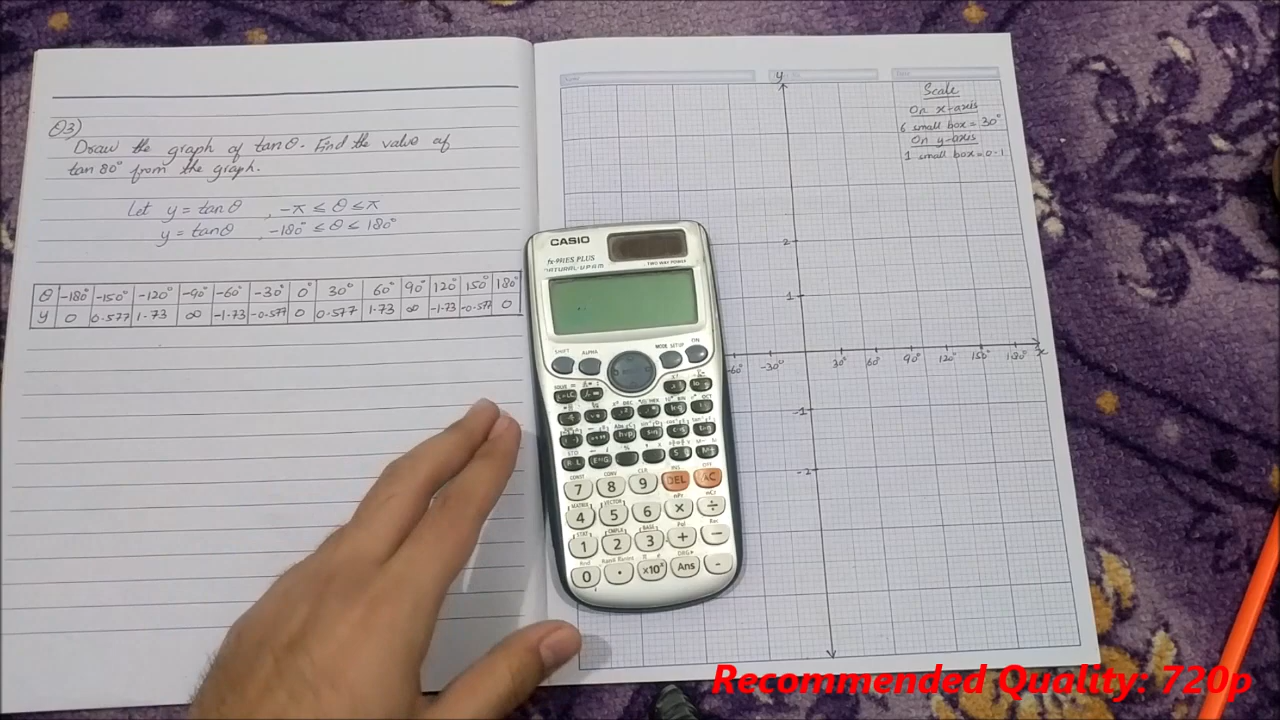 Q3)
Draw the graph of tanθ. Find the value of
tan 80° from the graph.
Let y = tanθ , -π ≤ θ ≤ π
y = tanθ , -180° ≤ θ ≤ 180°
θ -180° -150° -120° -90° -60° -30° 0° 30° 60° 90° 120° 150° 180°
y 0 0.577 1.73 ∞ -1.73 -0.577 0 0.577 1.73 ∞ -1.73 -0.577 0
y
Scale
On x-axis
6 small box = 30°
On y-axis
1 small box = 0.1
2
1
-60° -30° 30° 60° 90° 120° 150° 180° x
-1
-2
CASIO
fx-991ES PLUS
NATURAL-V.P.A.M.
TWO WAY POWER
SHIFT ALPHA MODE SETUP ON
7 8 9 DEL AC
4 5 6 × ÷
1 2 3 + −
0 . ×10ˣ Ans
Recommended Quality: 720p